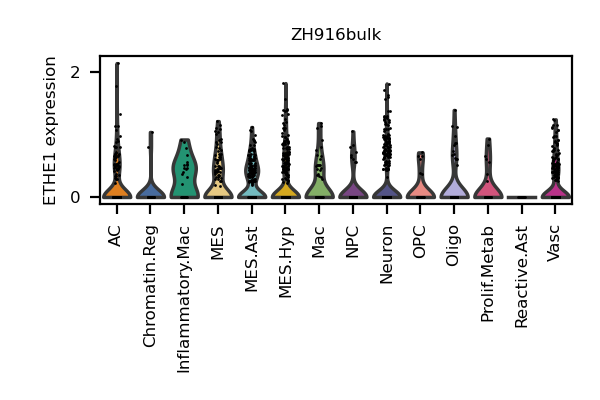 ZH916bulk
ETHE1 expression
2
0
AC
Chromatin.Reg
Inflammatory.Mac
MES
MES.Ast
MES.Hyp
Mac
NPC
Neuron
OPC
Oligo
Prolif.Metab
Reactive.Ast
Vasc